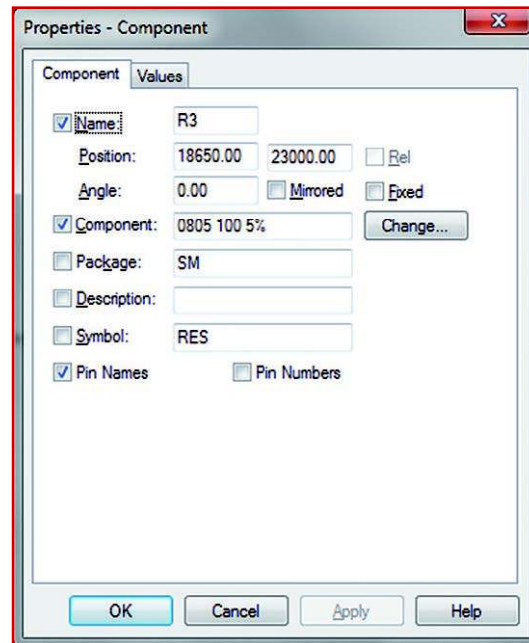 Properties - Component
Component Values
Name: R3
Position: 18650.00 23000.00 Rel
Angle: 0.00 Mirrored Fixed
Component: 0805 100 5% Change...
Package: SM
Description:
Symbol: RES
Pin Names Pin Numbers
OK Cancel Apply Help